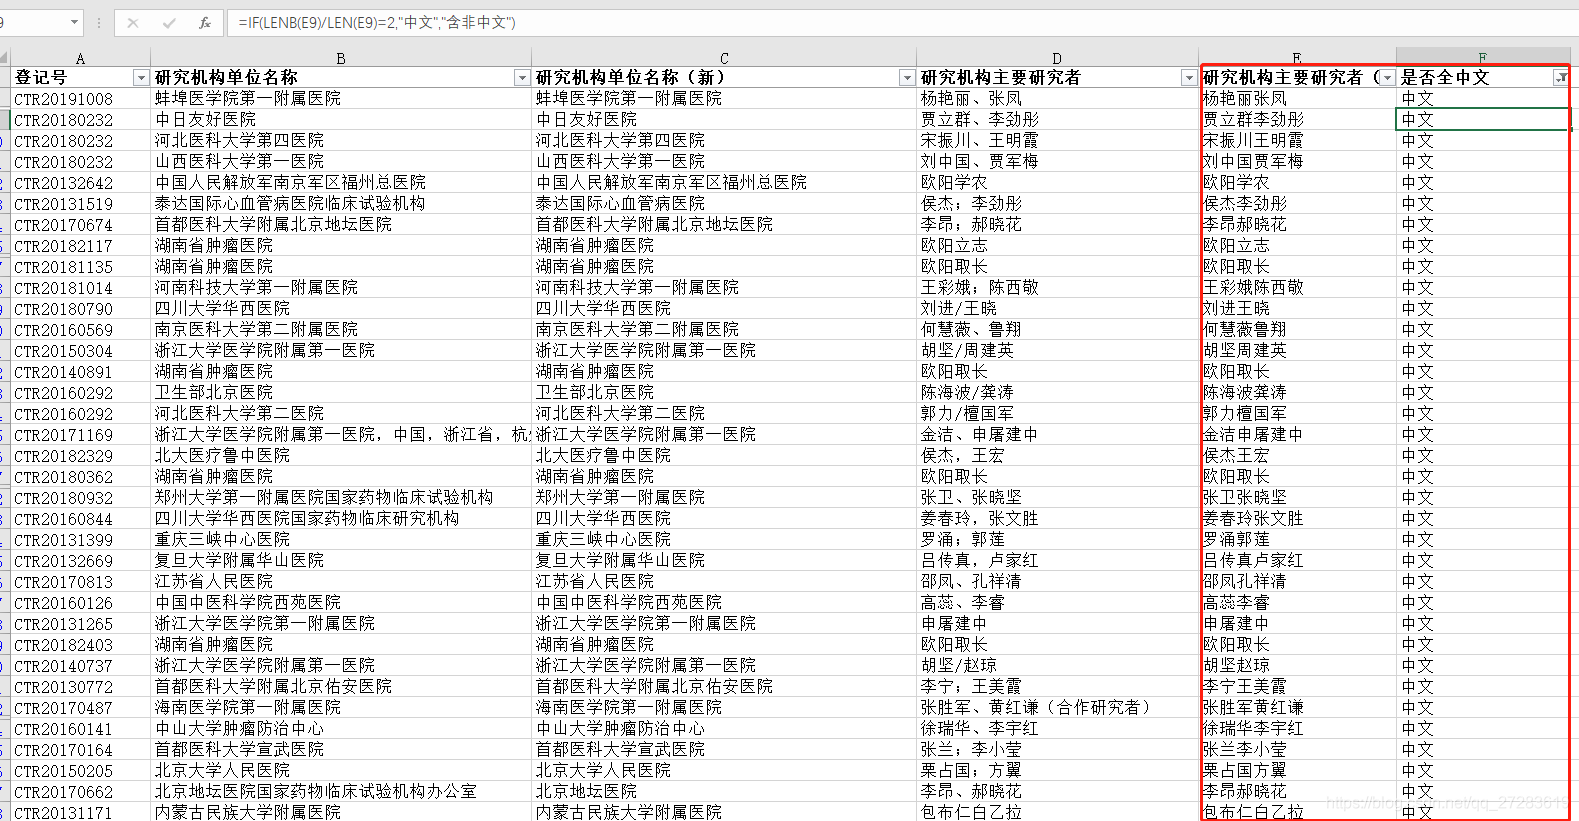 =IF(LENB(E9)/LEN(E9)=2,"中文","含非中文")
A B C D E F
登记号 研究机构单位名称 研究机构单位名称（新） 研究机构主要研究者 研究机构主要研究者（ 是否全中文
CTR20191008 蚌埠医学院第一附属医院 蚌埠医学院第一附属医院 杨艳丽、张凤 杨艳丽张凤 中文
CTR20180232 中日友好医院 中日友好医院 贾立群、李劲彤 贾立群李劲彤 中文
CTR20180232 河北医科大学第四医院 河北医科大学第四医院 宋振川、王明霞 宋振川王明霞 中文
CTR20180232 山西医科大学第一医院 山西医科大学第一医院 刘中国、贾军梅 刘中国贾军梅 中文
CTR20132642 中国人民解放军南京军区福州总医院 中国人民解放军南京军区福州总医院 欧阳学农 欧阳学农 中文
CTR20131519 泰达国际心血管病医院临床试验机构 泰达国际心血管病医院 侯杰；李劲彤 侯杰李劲彤 中文
CTR20170674 首都医科大学附属北京地坛医院 首都医科大学附属北京地坛医院 李昂；郝晓花 李昂郝晓花 中文
CTR20182117 湖南省肿瘤医院 湖南省肿瘤医院 欧阳立志 欧阳立志 中文
CTR20181135 湖南省肿瘤医院 湖南省肿瘤医院 欧阳取长 欧阳取长 中文
CTR20181014 河南科技大学第一附属医院 河南科技大学第一附属医院 王彩娥；陈西敬 王彩娥陈西敬 中文
CTR20180790 四川大学华西医院 四川大学华西医院 刘进/王晓 刘进王晓 中文
CTR20160569 南京医科大学第二附属医院 南京医科大学第二附属医院 何慧薇、鲁翔 何慧薇鲁翔 中文
CTR20150304 浙江大学医学院附属第一医院 浙江大学医学院附属第一医院 胡坚/周建英 胡坚周建英 中文
CTR20140891 湖南省肿瘤医院 湖南省肿瘤医院 欧阳取长 欧阳取长 中文
CTR20160292 卫生部北京医院 卫生部北京医院 陈海波/龚涛 陈海波龚涛 中文
CTR20160292 河北医科大学第二医院 河北医科大学第二医院 郭力/檀国军 郭力檀国军 中文
CTR20171169 浙江大学医学院附属第一医院，中国，浙江省，杭 浙江大学医学院附属第一医院 金洁、申屠建中 金洁申屠建中 中文
CTR20182329 北大医疗鲁中医院 北大医疗鲁中医院 侯杰，王宏 侯杰王宏 中文
CTR20180362 湖南省肿瘤医院 湖南省肿瘤医院 欧阳取长 欧阳取长 中文
CTR20180932 郑州大学第一附属医院国家药物临床试验机构 郑州大学第一附属医院 张卫、张晓坚 张卫张晓坚 中文
CTR20160844 四川大学华西医院国家药物临床研究机构 四川大学华西医院 姜春玲，张文胜 姜春玲张文胜 中文
CTR20131399 重庆三峡中心医院 重庆三峡中心医院 罗涌；郭莲 罗涌郭莲 中文
CTR20132669 复旦大学附属华山医院 复旦大学附属华山医院 吕传真，卢家红 吕传真卢家红 中文
CTR20170813 江苏省人民医院 江苏省人民医院 邵凤、孔祥清 邵凤孔祥清 中文
CTR20160126 中国中医科学院西苑医院 中国中医科学院西苑医院 高蕊、李睿 高蕊李睿 中文
CTR20131265 浙江大学医学院第一附属医院 浙江大学医学院第一附属医院 申屠建中 申屠建中 中文
CTR20182403 湖南省肿瘤医院 湖南省肿瘤医院 欧阳取长 欧阳取长 中文
CTR20140737 浙江大学医学院附属第一医院 浙江大学医学院附属第一医院 胡坚/赵琼 胡坚赵琼 中文
CTR20130772 首都医科大学附属北京佑安医院 首都医科大学附属北京佑安医院 李宁；王美霞 李宁王美霞 中文
CTR20170487 海南医学院第一附属医院 海南医学院第一附属医院 张胜军、黄红谦（合作研究者） 张胜军黄红谦 中文
CTR20160141 中山大学肿瘤防治中心 中山大学肿瘤防治中心 徐瑞华、李宇红 徐瑞华李宇红 中文
CTR20170164 首都医科大学宣武医院 首都医科大学宣武医院 张兰；李小莹 张兰李小莹 中文
CTR20150205 北京大学人民医院 北京大学人民医院 栗占国；方翼 栗占国方翼 中文
CTR20170662 北京地坛医院国家药物临床试验机构办公室 北京地坛医院 李昂、郝晓花 李昂郝晓花 中文
CTR20131171 内蒙古民族大学附属医院 内蒙古民族大学附属医院 包布仁白乙拉 包布仁白乙拉 中文